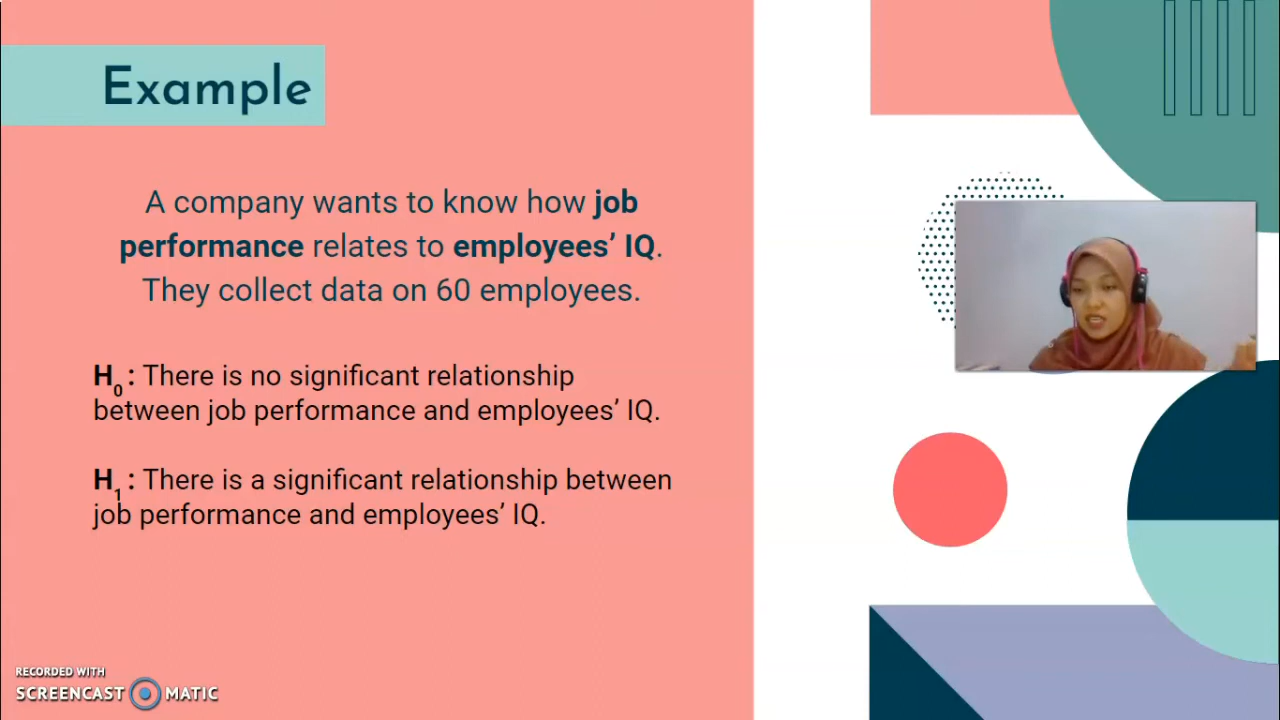 Example
A company wants to know how job
performance relates to employees’ IQ.
They collect data on 60 employees.
H0 : There is no significant relationship
between job performance and employees’ IQ.
H1 : There is a significant relationship between
job performance and employees’ IQ.
RECORDED WITH
SCREENCAST MATIC